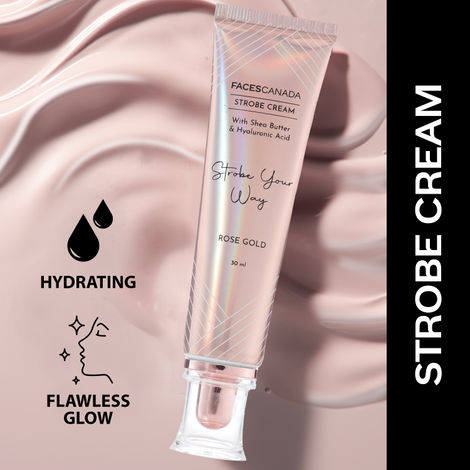 FACESCANADA
STROBE CREAM
With Shea Butter
& Hyaluronic Acid
Strobe Your
Way
ROSE GOLD
30 ml
HYDRATING
FLAWLESS
GLOW
STROBE CREAM